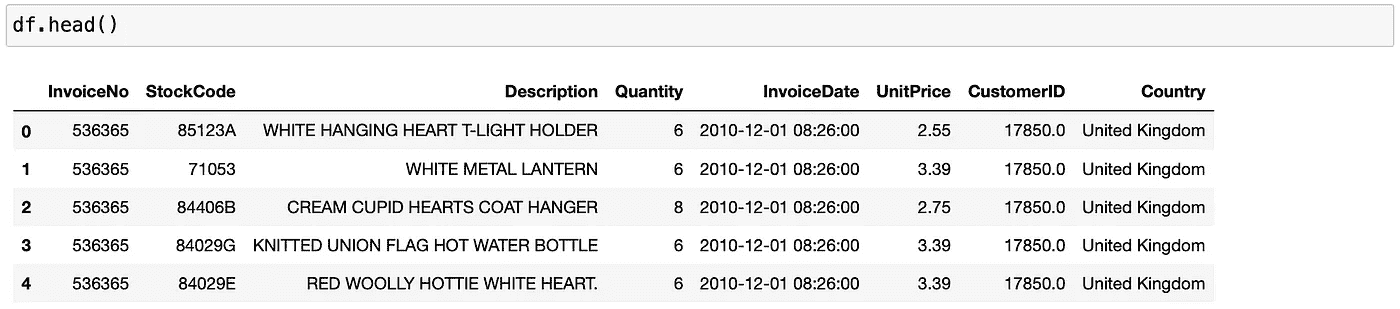 df.head()
InvoiceNo StockCode Description Quantity InvoiceDate UnitPrice CustomerID Country
0 536365 85123A WHITE HANGING HEART T-LIGHT HOLDER 6 2010-12-01 08:26:00 2.55 17850.0 United Kingdom
1 536365 71053 WHITE METAL LANTERN 6 2010-12-01 08:26:00 3.39 17850.0 United Kingdom
2 536365 84406B CREAM CUPID HEARTS COAT HANGER 8 2010-12-01 08:26:00 2.75 17850.0 United Kingdom
3 536365 84029G KNITTED UNION FLAG HOT WATER BOTTLE 6 2010-12-01 08:26:00 3.39 17850.0 United Kingdom
4 536365 84029E RED WOOLLY HOTTIE WHITE HEART. 6 2010-12-01 08:26:00 3.39 17850.0 United Kingdom